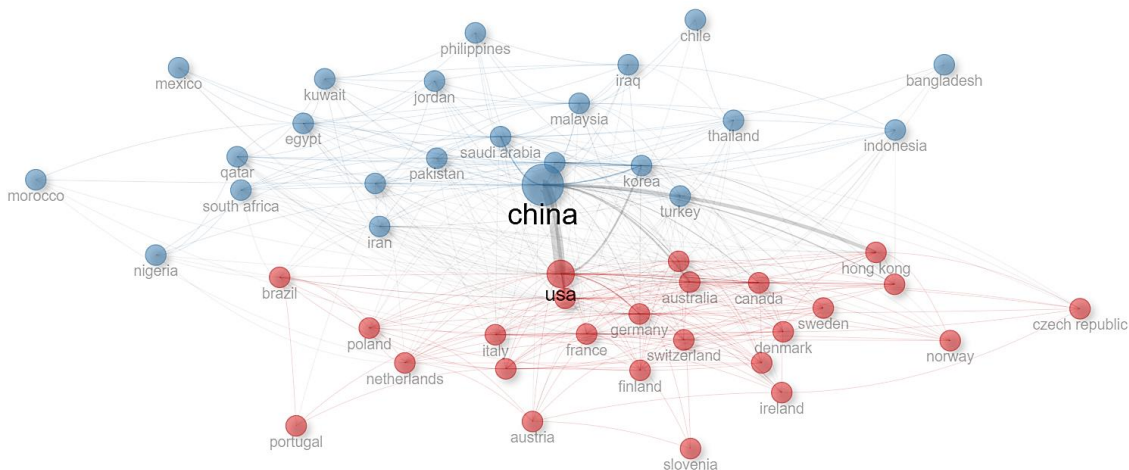 chile
philippines
mexico
kuwait
jordan
iraq
bangladesh
malaysia
egypt
thailand
indonesia
saudi arabia
qatar
pakistan
korea
morocco
south africa
turkey
china
iran
nigeria
hong kong
brazil
usa
australia
canada
sweden
czech republic
germany
poland
italy
france
switzerland
denmark
norway
netherlands
finland
ireland
portugal
austria
slovenia